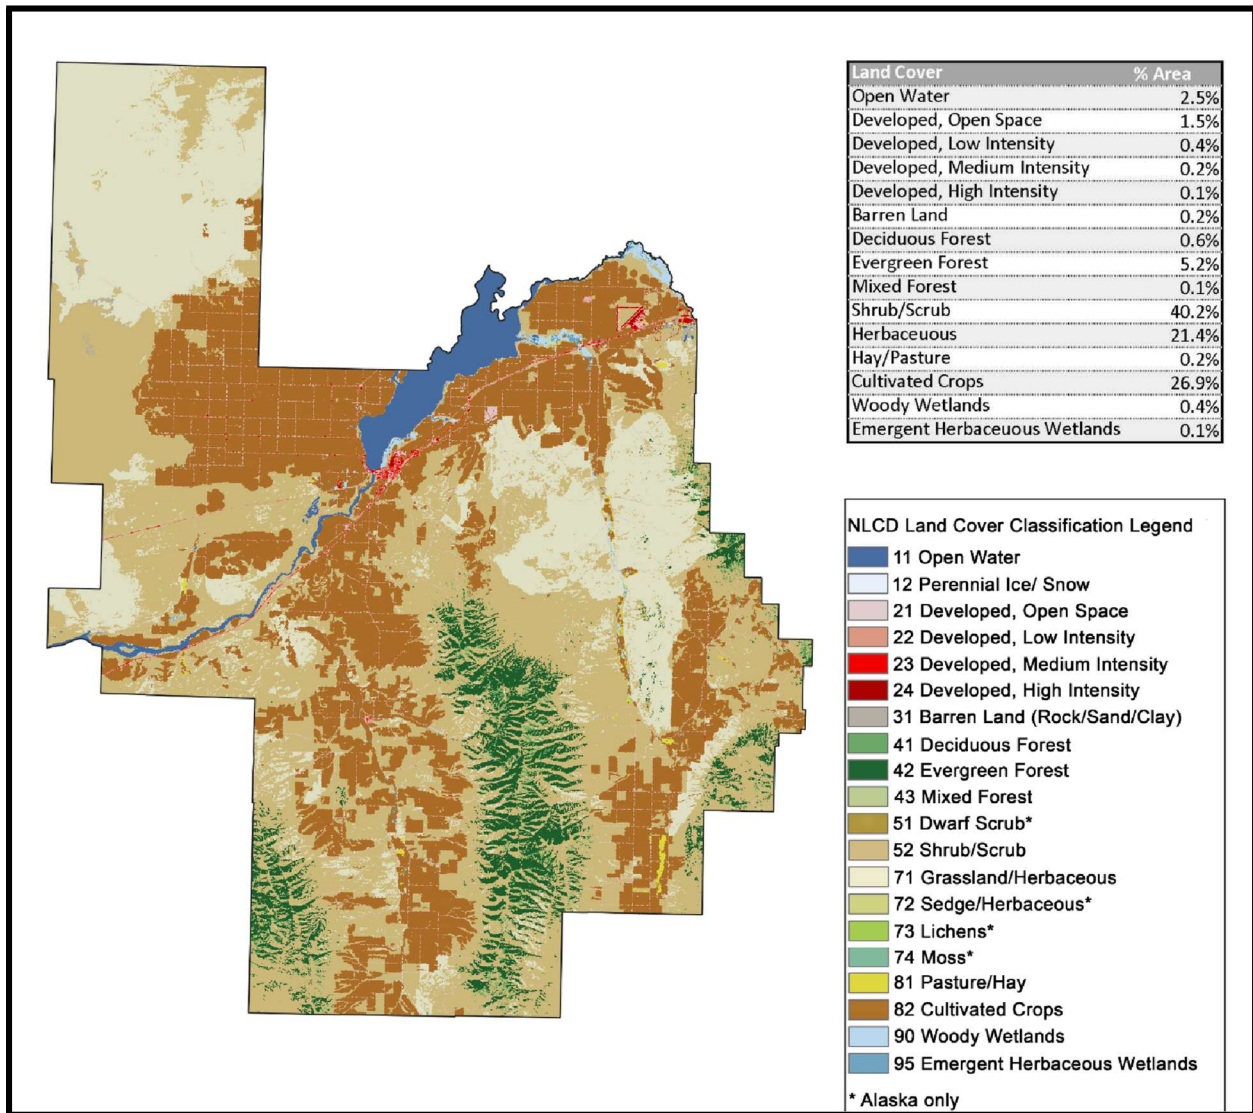 Land Cover % Area
Open Water 2.5%
Developed, Open Space 1.5%
Developed, Low Intensity 0.4%
Developed, Medium Intensity 0.2%
Developed, High Intensity 0.1%
Barren Land 0.2%
Deciduous Forest 0.6%
Evergreen Forest 5.2%
Mixed Forest 0.1%
Shrub/Scrub 40.2%
Herbaceuous 21.4%
Hay/Pasture 0.2%
Cultivated Crops 26.9%
Woody Wetlands 0.4%
Emergent Herbaceuous Wetlands 0.1%
NLCD Land Cover Classification Legend
11 Open Water
12 Perennial Ice/ Snow
21 Developed, Open Space
22 Developed, Low Intensity
23 Developed, Medium Intensity
24 Developed, High Intensity
31 Barren Land (Rock/Sand/Clay)
41 Deciduous Forest
42 Evergreen Forest
43 Mixed Forest
51 Dwarf Scrub*
52 Shrub/Scrub
71 Grassland/Herbaceous
72 Sedge/Herbaceous*
73 Lichens*
74 Moss*
81 Pasture/Hay
82 Cultivated Crops
90 Woody Wetlands
95 Emergent Herbaceous Wetlands
* Alaska only